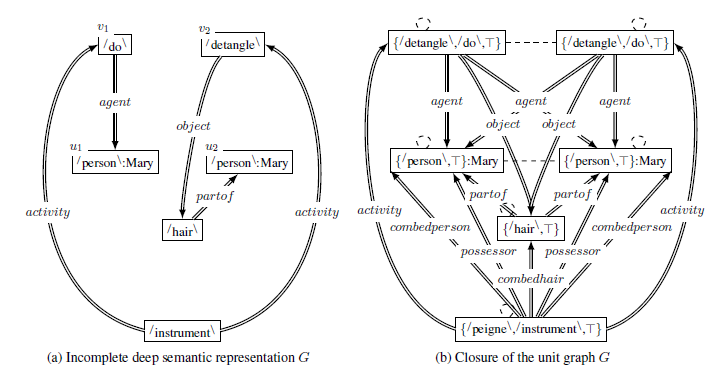 v1
/do\
v2
/detangle\
agent
object
u1
/person\:Mary
u2
/person\:Mary
partof
activity
activity
/hair\
/instrument\
(a) Incomplete deep semantic representation G
{/detangle\,/do\,⊤}
{/detangle\,/do\,⊤}
agent
agent
agent
object
object
{/person\,⊤}:Mary
{/person\,⊤}:Mary
partof
partof
activity
activity
combedperson
combedperson
{/hair\,⊤}
possessor
possessor
combedhair
{/peigne\,/instrument\,⊤}
(b) Closure of the unit graph G